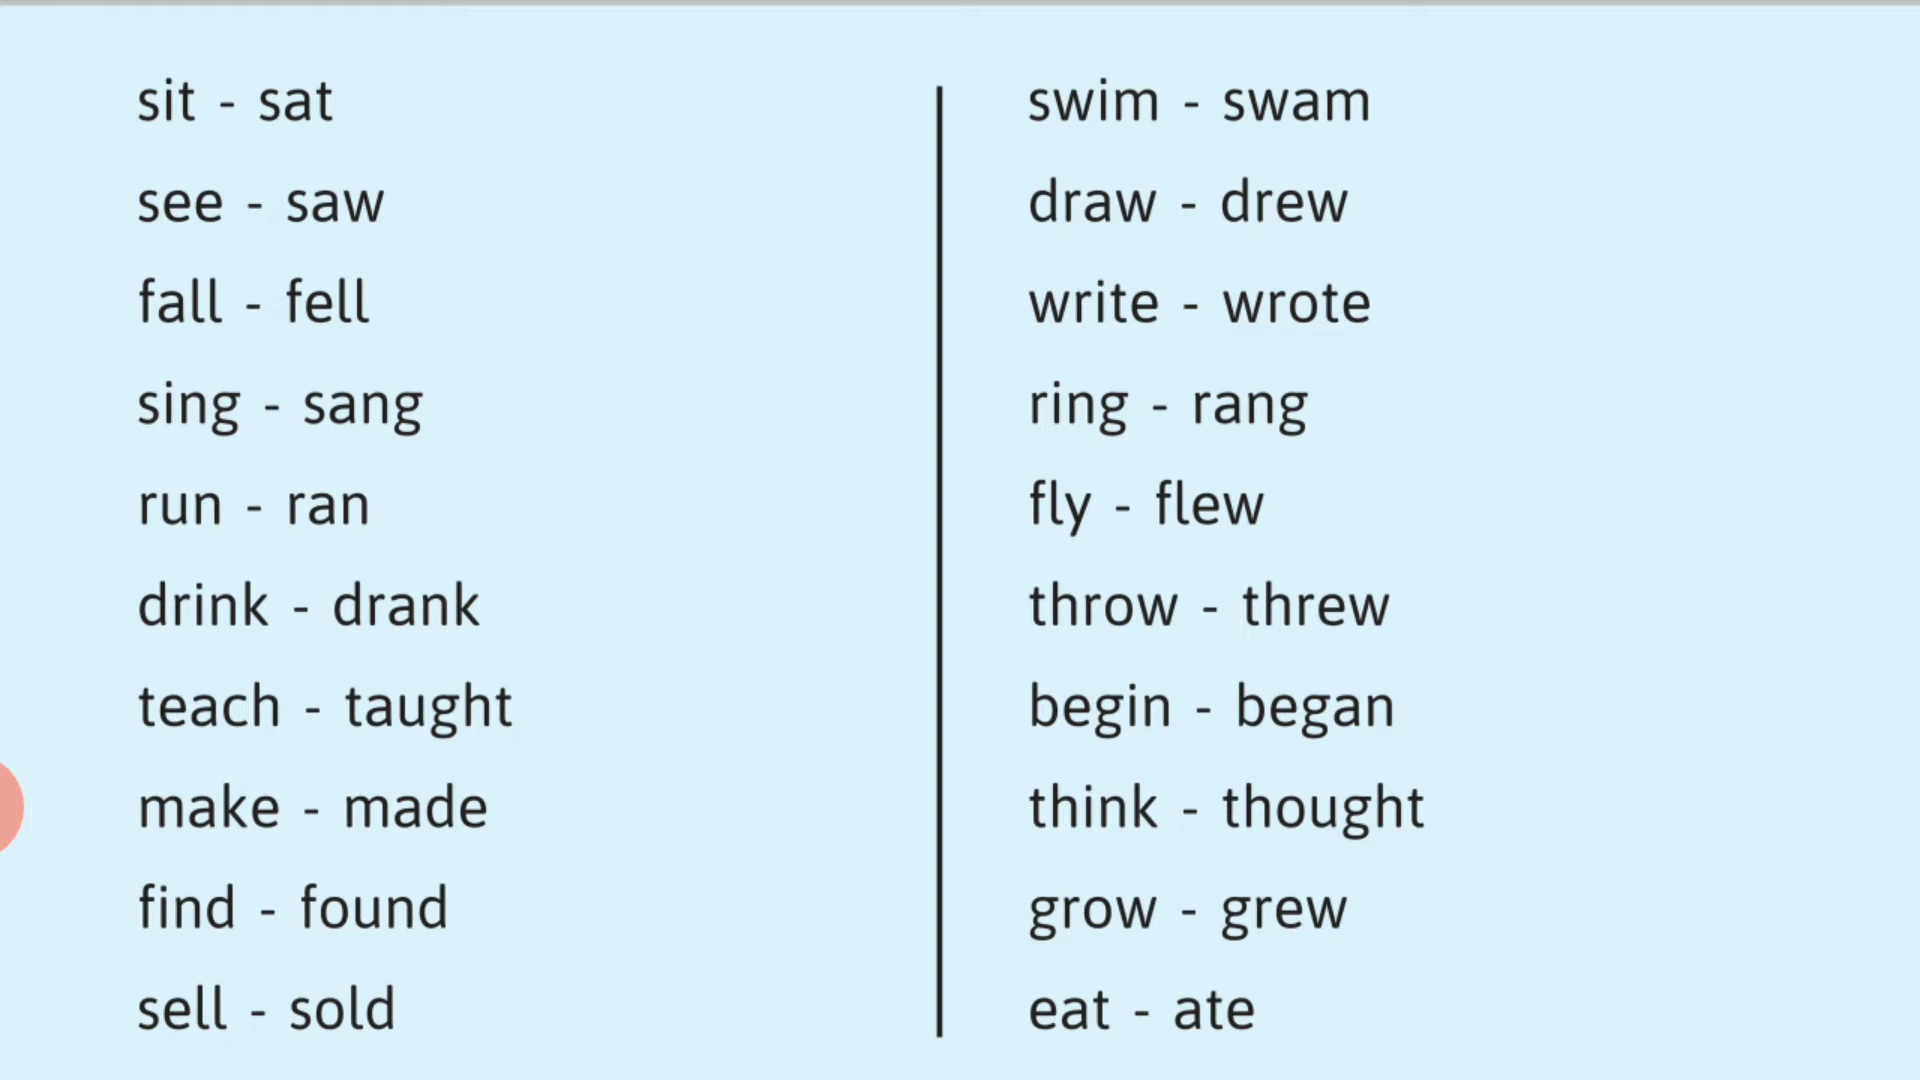 sit - sat
see - saw
fall - fell
sing - sang
run - ran
drink - drank
teach - taught
make - made
find - found
sell - sold
swim - swam
draw - drew
write - wrote
ring - rang
fly - flew
throw - threw
begin - began
think - thought
grow - grew
eat - ate